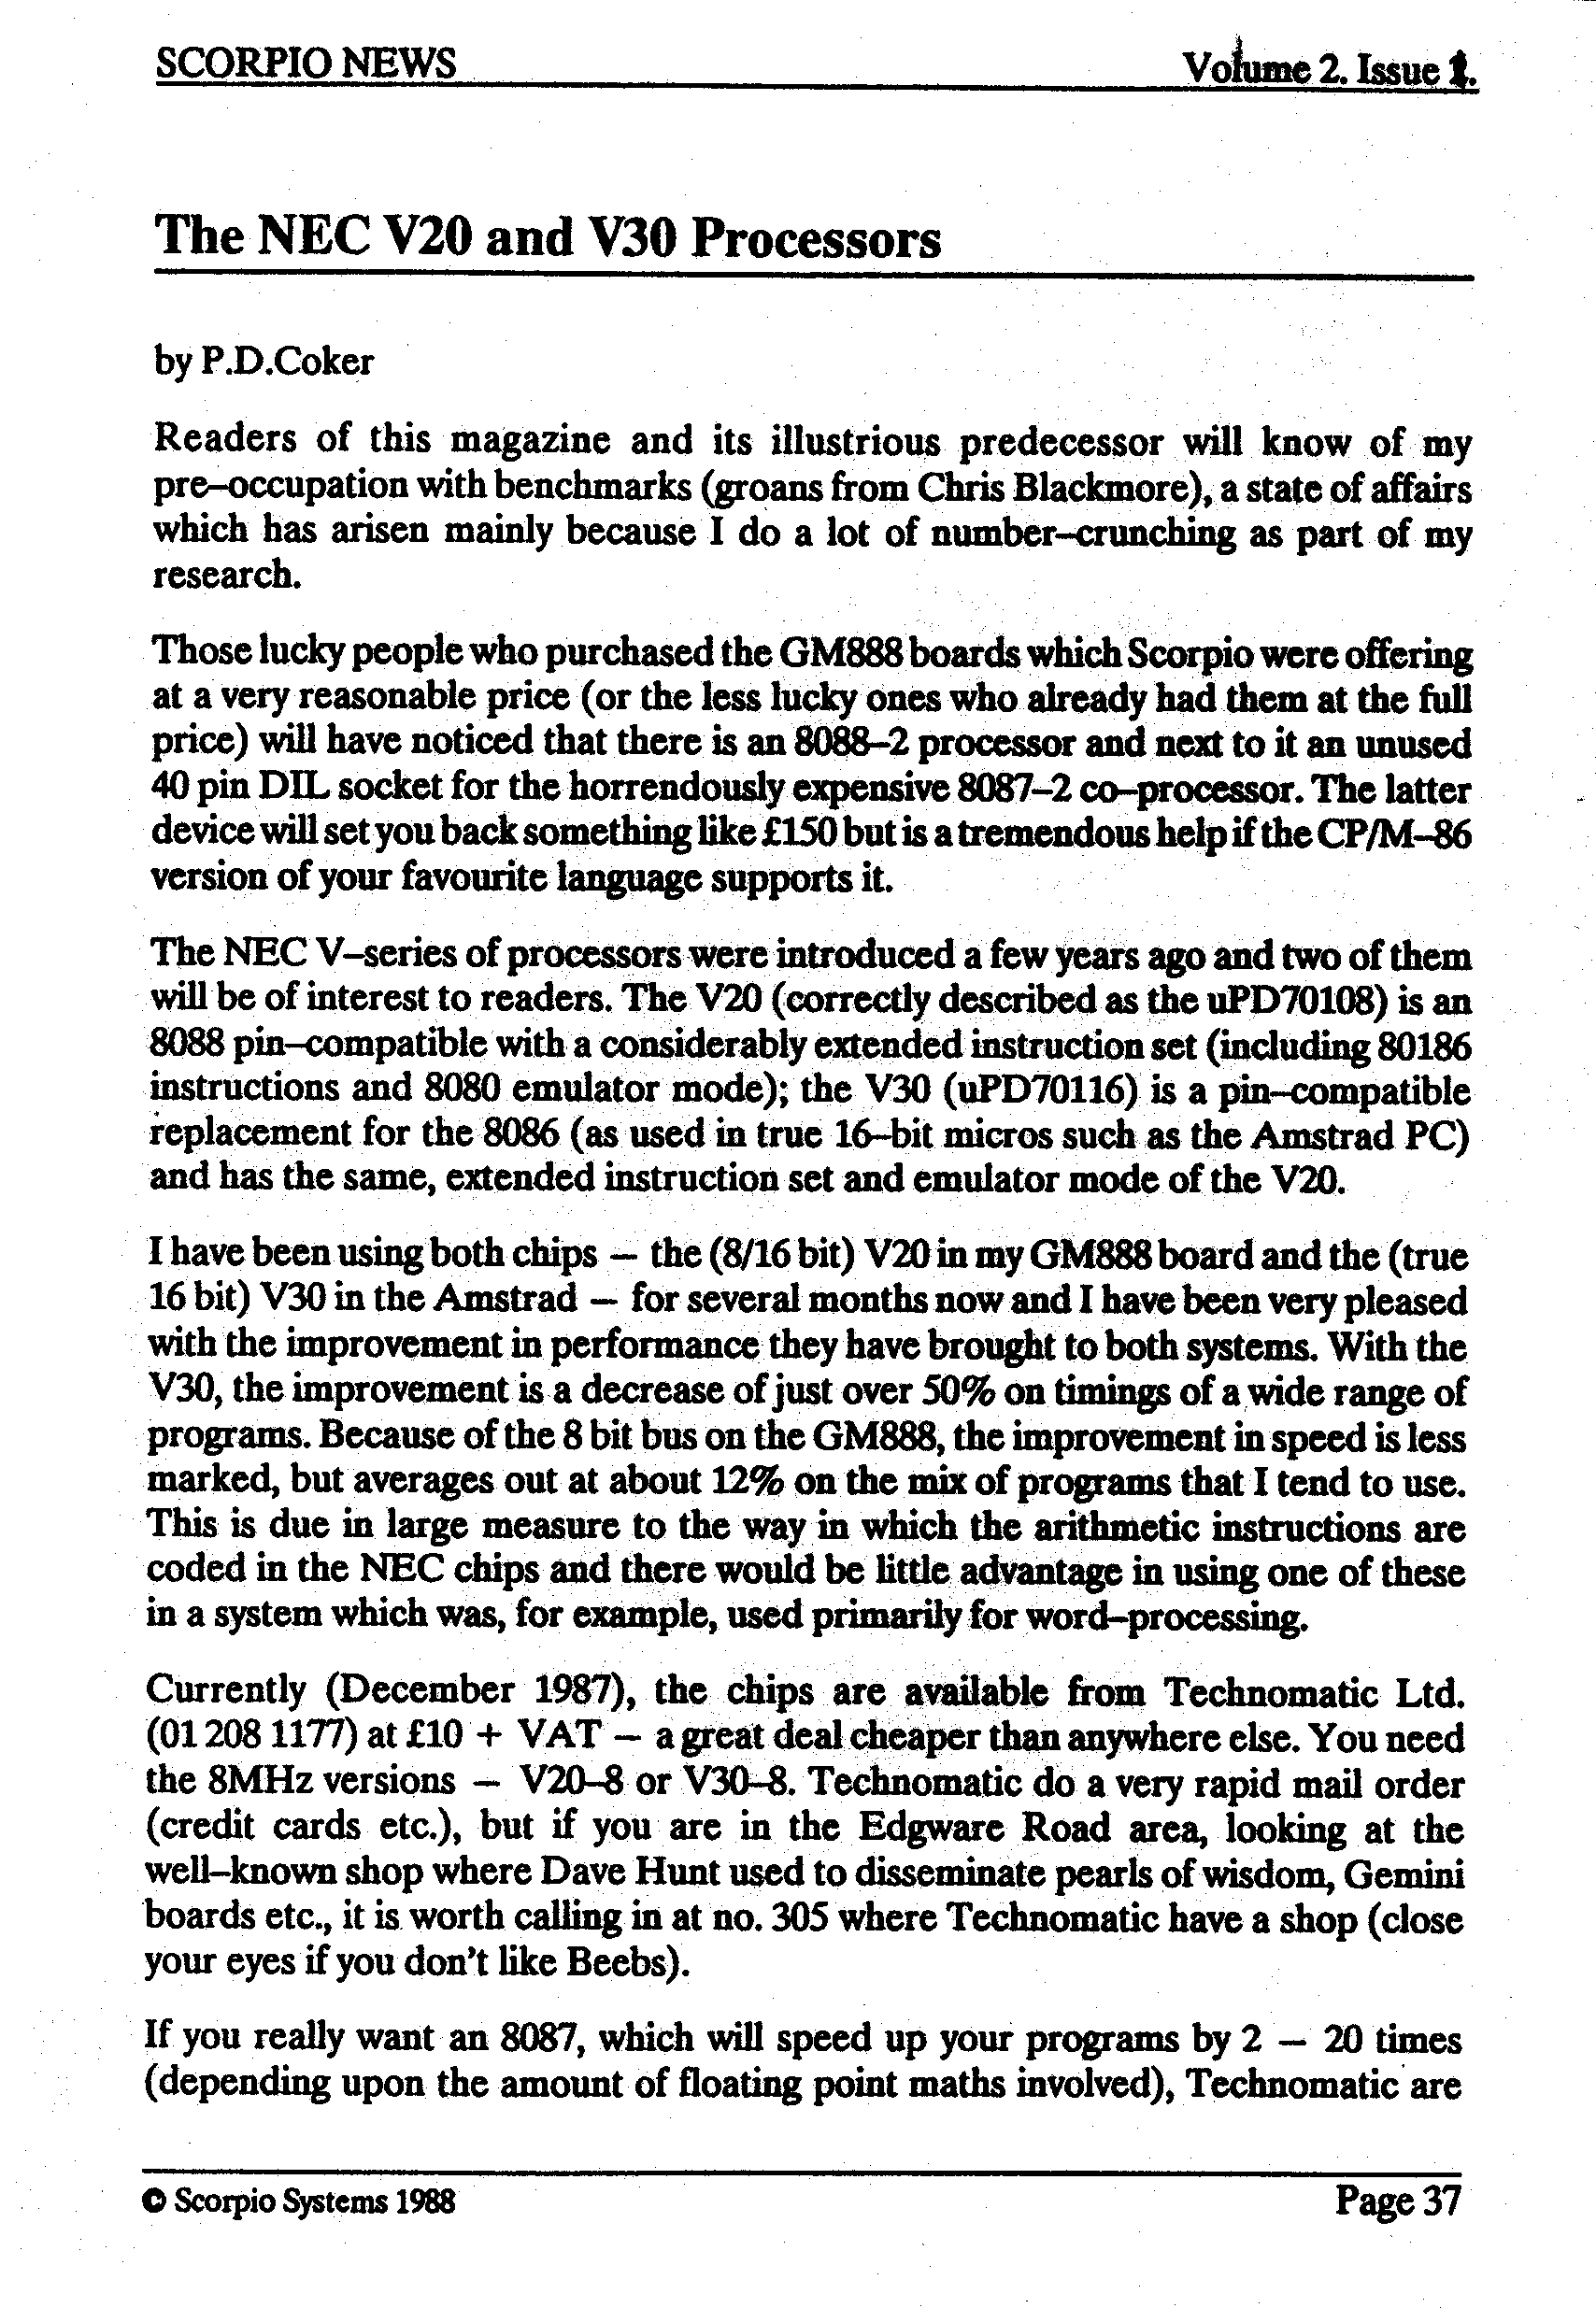 SCORPIO NEWS
Volume 2. Issue 1.
The NEC V20 and V30 Processors
by P.D.Coker
Readers of this magazine and its illustrious predecessor will know of my
pre–occupation with benchmarks (groans from Chris Blackmore), a state of affairs
which has arisen mainly because I do a lot of number–crunching as part of my
research.
Those lucky people who purchased the GM888 boards which Scorpio were offering
at a very reasonable price (or the less lucky ones who already had them at the full
price) will have noticed that there is an 8088–2 processor and next to it an unused
40 pin DIL socket for the horrendously expensive 8087–2 co–processor. The latter
device will set you back something like £150 but is a tremendous help if the CP/M–86
version of your favourite language supports it.
The NEC V–series of processors were introduced a few years ago and two of them
will be of interest to readers. The V20 (correctly described as the uPD70108) is an
8088 pin–compatible with a considerably extended instruction set (including 80186
instructions and 8080 emulator mode); the V30 (uPD70116) is a pin–compatible
replacement for the 8086 (as used in true 16–bit micros such as the Amstrad PC)
and has the same, extended instruction set and emulator mode of the V20.
I have been using both chips – the (8/16 bit) V20 in my GM888 board and the (true
16 bit) V30 in the Amstrad – for several months now and I have been very pleased
with the improvement in performance they have brought to both systems. With the
V30, the improvement is a decrease of just over 50% on timings of a wide range of
programs. Because of the 8 bit bus on the GM888, the improvement in speed is less
marked, but averages out at about 12% on the mix of programs that I tend to use.
This is due in large measure to the way in which the arithmetic instructions are
coded in the NEC chips and there would be little advantage in using one of these
in a system which was, for example, used primarily for word–processing.
Currently (December 1987), the chips are available from Technomatic Ltd.
(01 208 1177) at £10 + VAT – a great deal cheaper than anywhere else. You need
the 8MHz versions – V20–8 or V30–8. Technomatic do a very rapid mail order
(credit cards etc.), but if you are in the Edgware Road area, looking at the
well–known shop where Dave Hunt used to disseminate pearls of wisdom, Gemini
boards etc., it is worth calling in at no. 305 where Technomatic have a shop (close
your eyes if you don't like Beebs).
If you really want an 8087, which will speed up your programs by 2 – 20 times
(depending upon the amount of floating point maths involved), Technomatic are
© Scorpio Systems 1988
Page 37